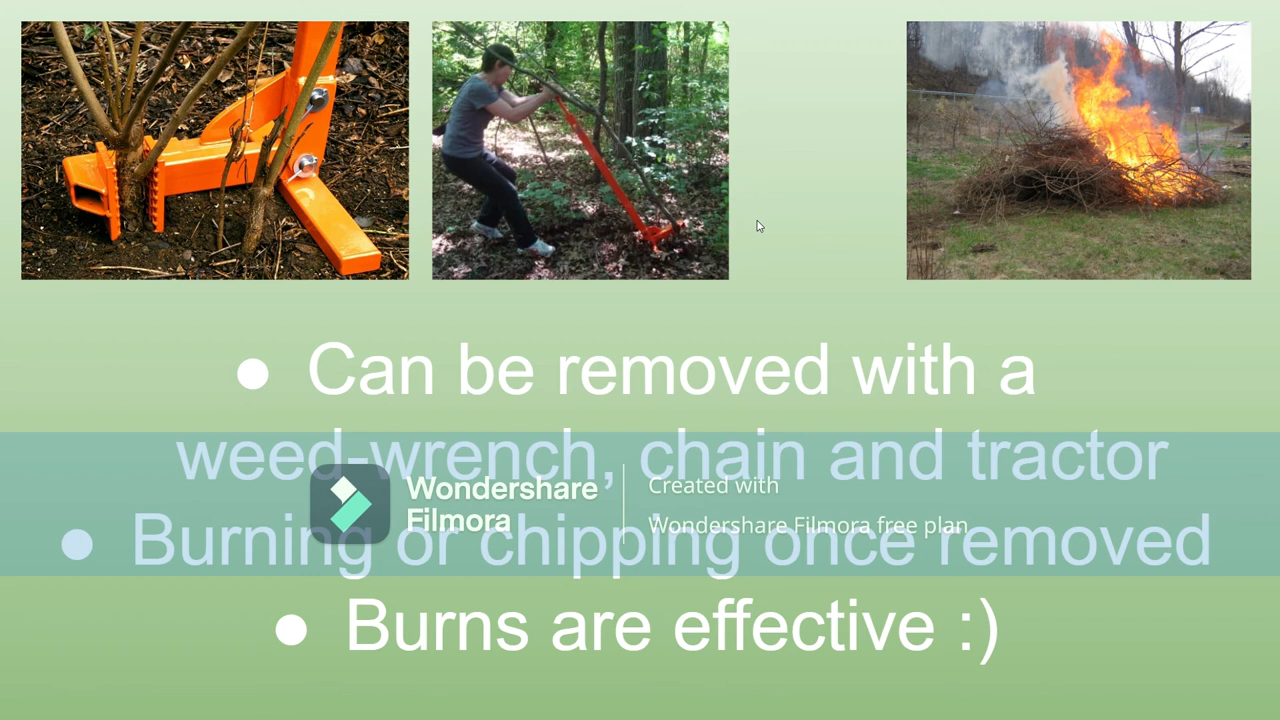 ● Can be removed with a
weed-wrench, chain and tractor
Wondershare
Filmora
Created with
Wondershare Filmora free plan
● Burning or chipping once removed
● Burns are effective :)